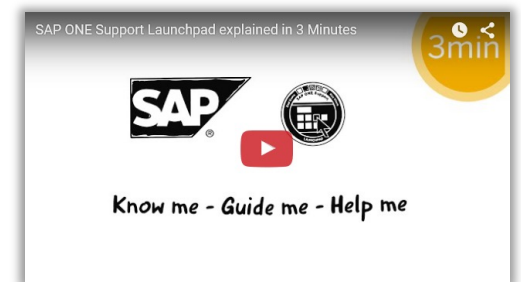 SAP ONE Support Launchpad explained in 3 Minutes
3min
SAP
®
Know me - Guide me - Help me